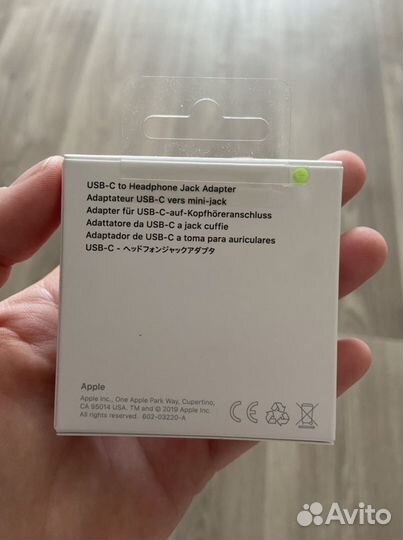 USB-C to Headphone Jack Adapter
Adaptateur USB-C vers mini-jack
Adapter für USB-C-auf-Kopfhöreranschluss
Adattatore da USB-C a jack cuffie
Adaptador de USB-C a toma para auriculares
USB-C - ヘッドフォンジャックアダプタ
Apple
Apple Inc., One Apple Park Way, Cupertino,
CA 95014 USA. TM and © 2019 Apple Inc.
All rights reserved. 602-03220-A
CE
Avito